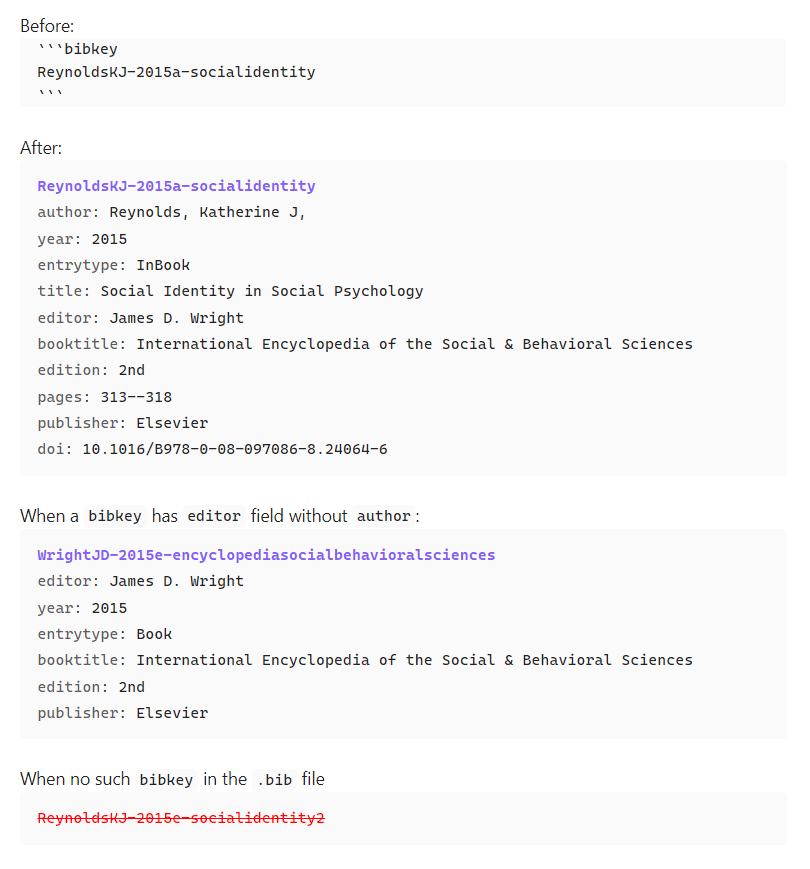 Before:
```bibkey
ReynoldsKJ-2015a-socialidentity
```
After:
ReynoldsKJ-2015a-socialidentity
author: Reynolds, Katherine J,
year: 2015
entrytype: InBook
title: Social Identity in Social Psychology
editor: James D. Wright
booktitle: International Encyclopedia of the Social & Behavioral Sciences
edition: 2nd
pages: 313--318
publisher: Elsevier
doi: 10.1016/B978-0-08-097086-8.24064-6
When a bibkey has editor field without author:
WrightJD-2015e-encyclopediasocialbehavioralsciences
editor: James D. Wright
year: 2015
entrytype: Book
booktitle: International Encyclopedia of the Social & Behavioral Sciences
edition: 2nd
publisher: Elsevier
When no such bibkey in the .bib file
ReynoldsKJ-2015e-socialidentity2